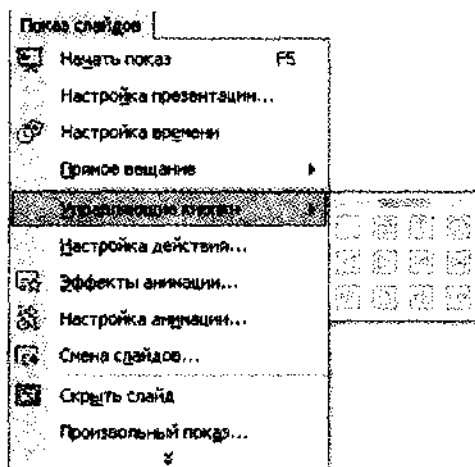 Показ слайдов
Начать показ F5
Настройка презентации...
Настройка времени
Прямое вещание
Управляющие кнопки
Настройка действия...
Эффекты анимации...
Настройка анимации...
Смена слайдов...
Скрыть слайд
Произвольный показ...